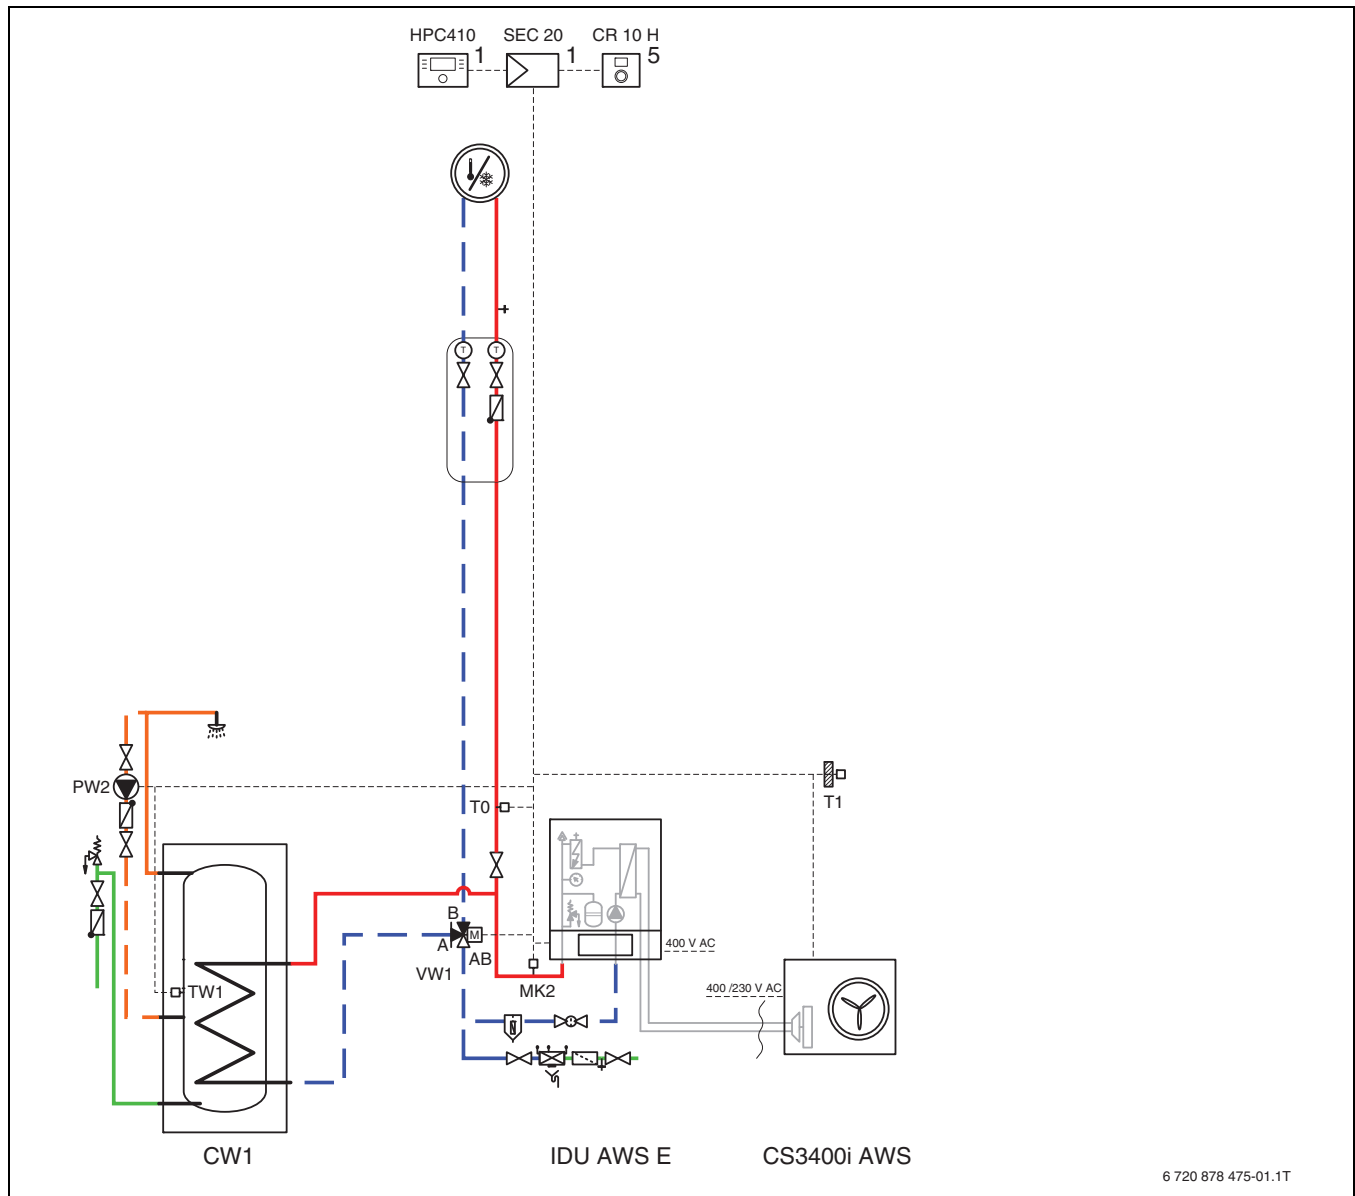 HPC410 SEC 20 CR 10 H
1 1 5
T T
PW2
T0
T1
B
A
M
AB
VW1
MK2
TW1
400 V AC
400 /230 V AC
CW1 IDU AWS E CS3400i AWS
6 720 878 475-01.1T